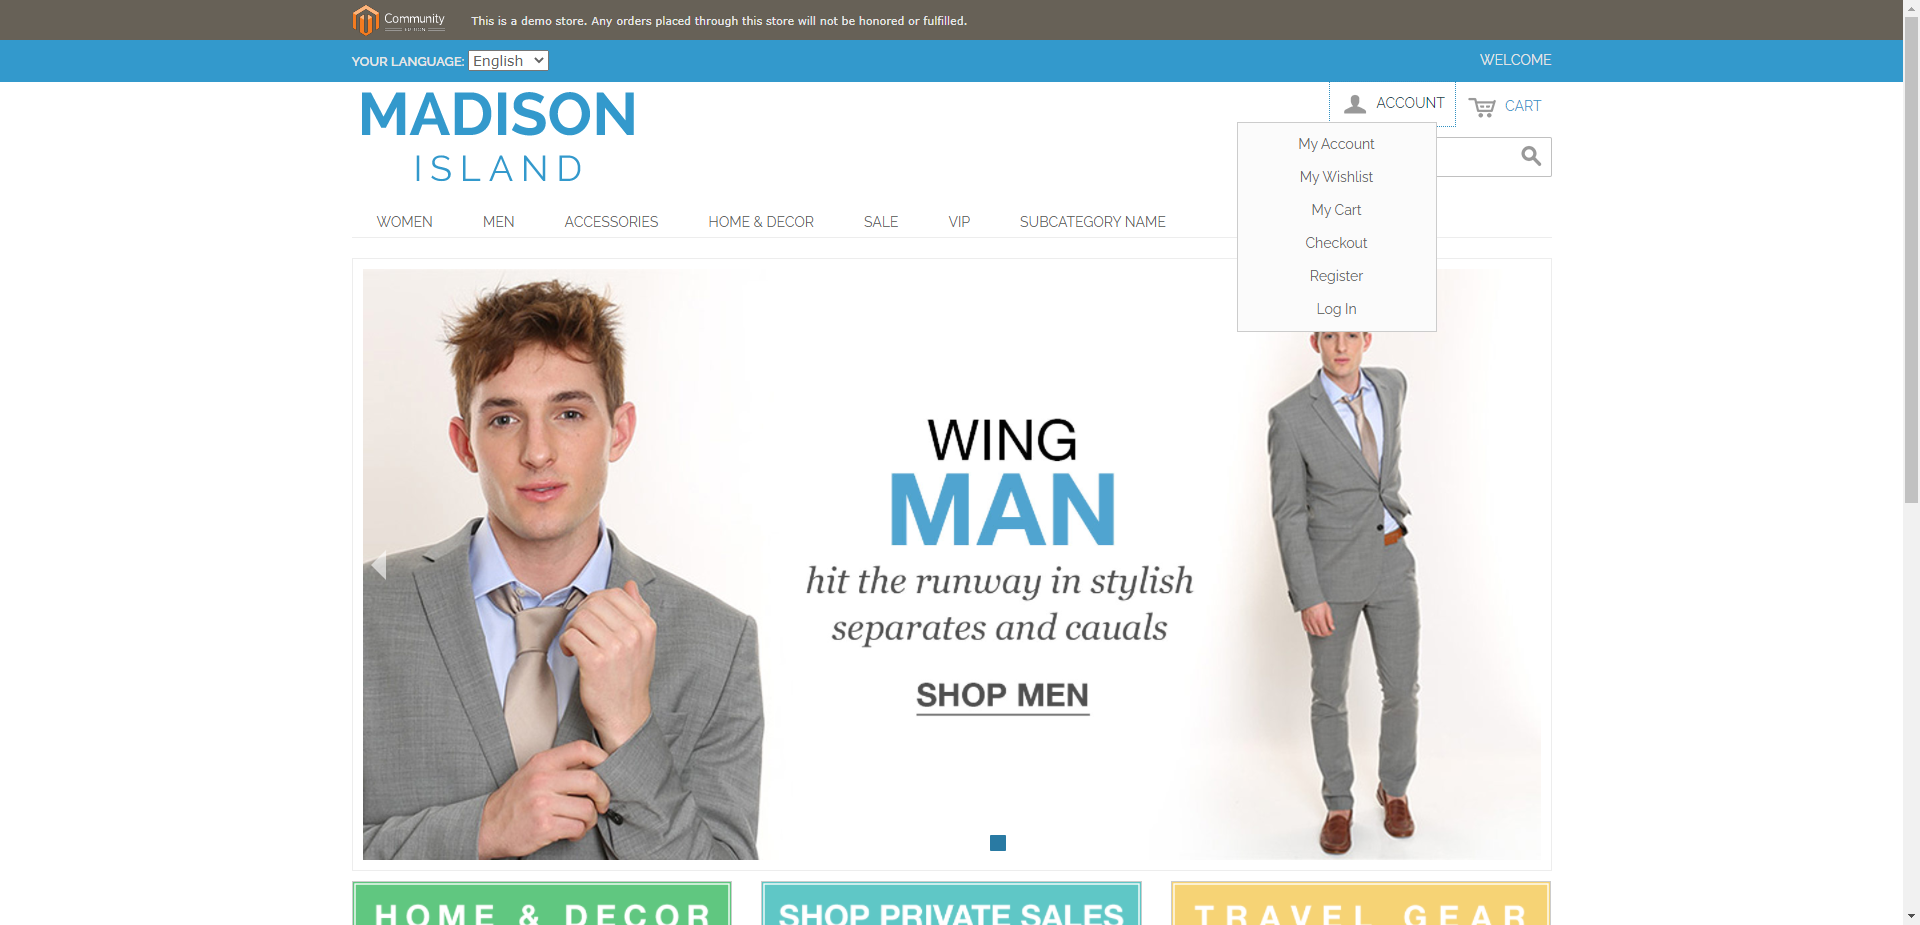 Community
EDITION
This is a demo store. Any orders placed through this store will not be honored or fulfilled.
YOUR LANGUAGE: English
WELCOME
MADISON
ISLAND
ACCOUNT
CART
My Account
My Wishlist
My Cart
Checkout
Register
Log In
WOMEN MEN ACCESSORIES HOME & DECOR SALE VIP SUBCATEGORY NAME
WING
MAN
hit the runway in stylish
separates and cauals
SHOP MEN
HOME & DECOR
SHOP PRIVATE SALES
TRAVEL GEAR